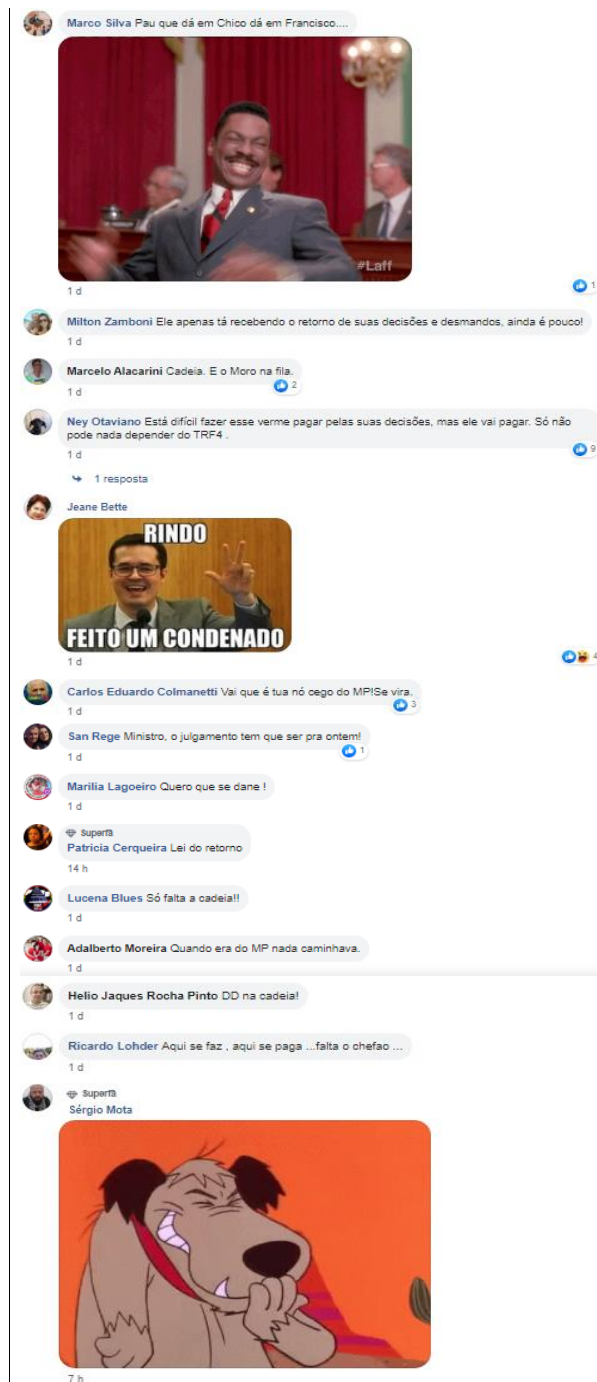 Marco Silva Pau que dá em Chico dá em Francisco....
#Laff
1 d
1
Milton Zamboni Ele apenas tá recebendo o retorno de suas decisões e desmandos, ainda é pouco!
1 d
Marcelo Alacarini Cadeia. E o Moro na fila.
1 d
2
Ney Otaviano Está difícil fazer esse verme pagar pelas suas decisões, mas ele vai pagar. Só não
pode nada depender do TRF4 .
1 d
9
1 resposta
Jeane Bette
RINDO
FEITO UM CONDENADO
1 d
4
Carlos Eduardo Colmanetti Vai que é tua nó cego do MP!Se vira.
1 d
3
San Rege Ministro, o julgamento tem que ser pra ontem!
1 d
1
Marilia Lagoeiro Quero que se dane !
1 d
Superfã
Patricia Cerqueira Lei do retorno
14 h
Lucena Blues Só falta a cadeia!!
1 d
Adalberto Moreira Quando era do MP nada caminhava.
1 d
Helio Jaques Rocha Pinto DD na cadeia!
1 d
Ricardo Lohder Aqui se faz , aqui se paga ...falta o chefao ...
1 d
Superfã
Sérgio Mota
7 h